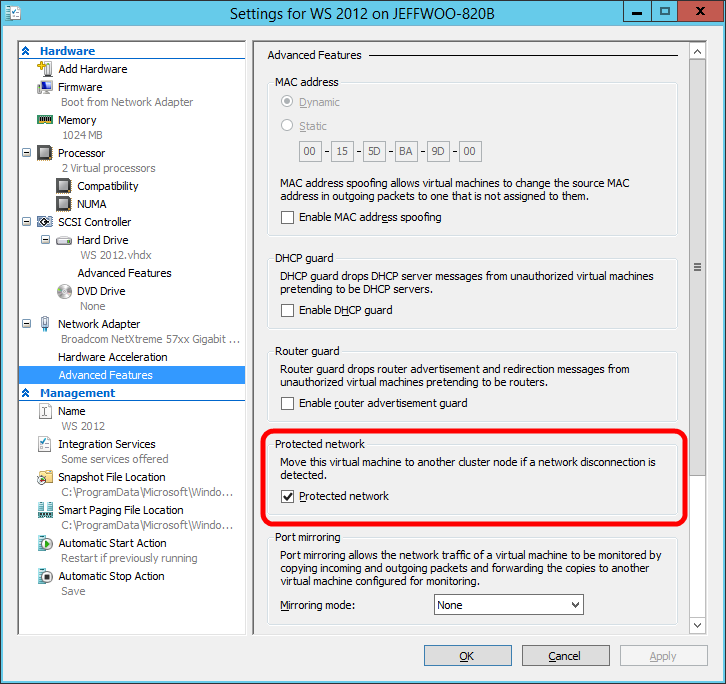 Settings for WS 2012 on JEFFWOO-820B
Hardware
Add Hardware
Firmware
Boot from Network Adapter
Memory
1024 MB
Processor
2 Virtual processors
Compatibility
NUMA
SCSI Controller
Hard Drive
WS 2012.vhdx
Advanced Features
DVD Drive
None
Network Adapter
Broadcom NetXtreme 57xx Gigabit ...
Hardware Acceleration
Advanced Features
Management
Name
WS 2012
Integration Services
Some services offered
Snapshot File Location
C:\ProgramData\Microsoft\Windo...
Smart Paging File Location
C:\ProgramData\Microsoft\Windo...
Automatic Start Action
Restart if previously running
Automatic Stop Action
Save
Advanced Features
MAC address
Dynamic
Static
00 - 15 - 5D - BA - 9D - 00
MAC address spoofing allows virtual machines to change the source MAC
address in outgoing packets to one that is not assigned to them.
Enable MAC address spoofing
DHCP guard
DHCP guard drops DHCP server messages from unauthorized virtual machines
pretending to be DHCP servers.
Enable DHCP guard
Router guard
Router guard drops router advertisement and redirection messages from
unauthorized virtual machines pretending to be routers.
Enable router advertisement guard
Protected network
Move this virtual machine to another cluster node if a network disconnection is
detected.
Protected network
Port mirroring
Port mirroring allows the network traffic of a virtual machine to be monitored by
copying incoming and outgoing packets and forwarding the copies to another
virtual machine configured for monitoring.
Mirroring mode: None
OK Cancel Apply